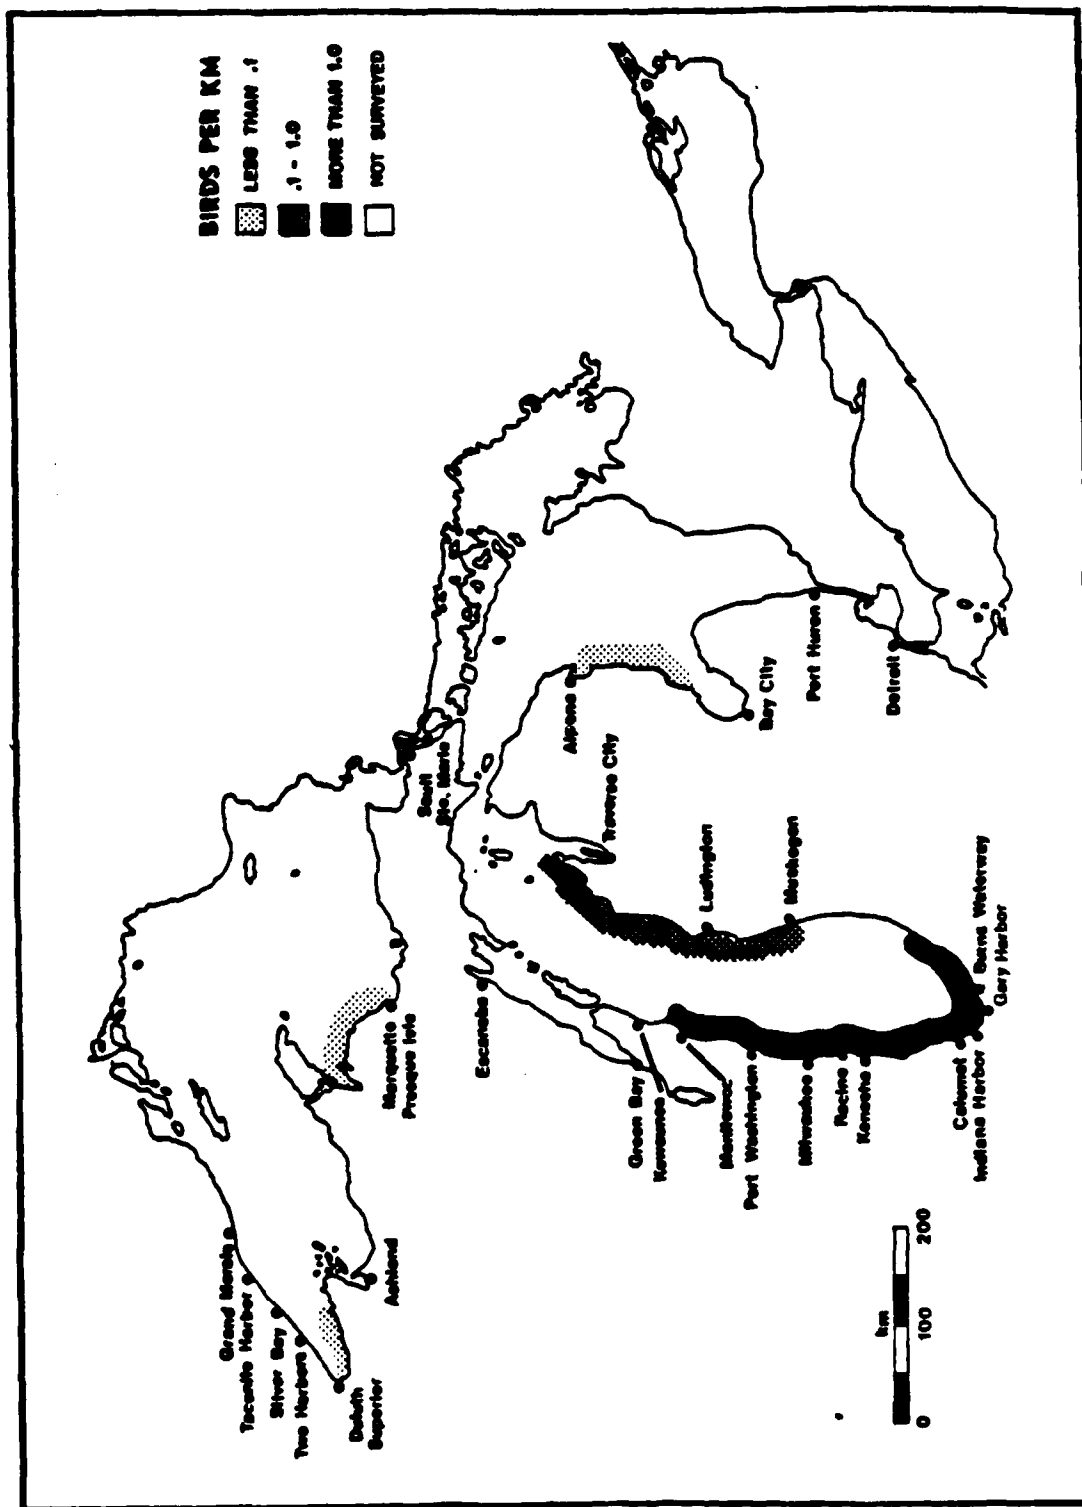 BIRDS PER KM
LESS THAN .1
.1 - 1.0
MORE THAN 1.0
NOT SURVEYED
Grand Marais
Taconite Harbor
Silver Bay
Two Harbors
Duluth
Superior
Ashland
Marquette
Presque Isle
Sault
Ste. Marie
Escanaba
Green Bay
Kewaunee
Manitowoc
Port Washington
Milwaukee
Racine
Kenosha
Calumet
Indiana Harbor
Gary Harbor
Burns Waterway
Muskegon
Ludington
Traverse City
Alpena
Bay City
Port Huron
Detroit
km
0 100 200